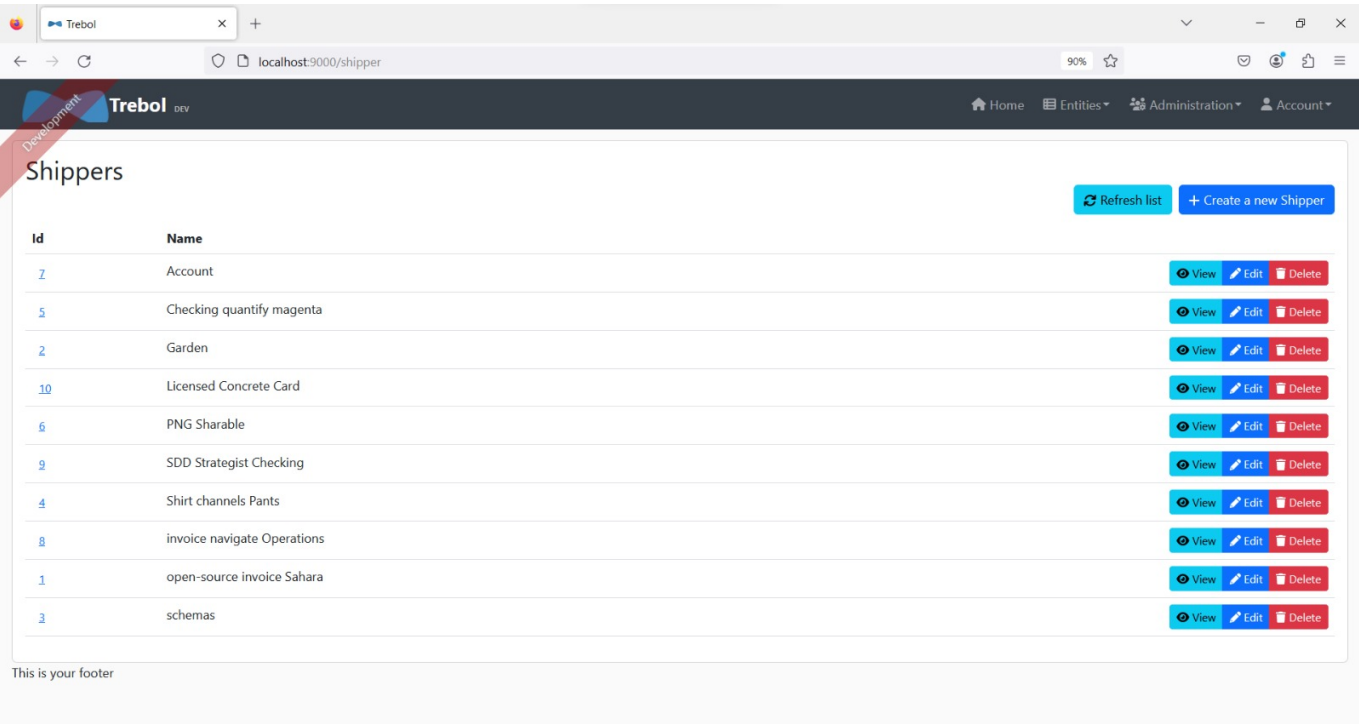 Trebol
localhost:9000/shipper
90%
Development
Trebol DEV
Home Entities Administration Account
Shippers
Refresh list + Create a new Shipper
Id Name
7 Account View Edit Delete
5 Checking quantify magenta View Edit Delete
2 Garden View Edit Delete
10 Licensed Concrete Card View Edit Delete
6 PNG Sharable View Edit Delete
9 SDD Strategist Checking View Edit Delete
4 Shirt channels Pants View Edit Delete
8 invoice navigate Operations View Edit Delete
1 open-source invoice Sahara View Edit Delete
3 schemas View Edit Delete
This is your footer